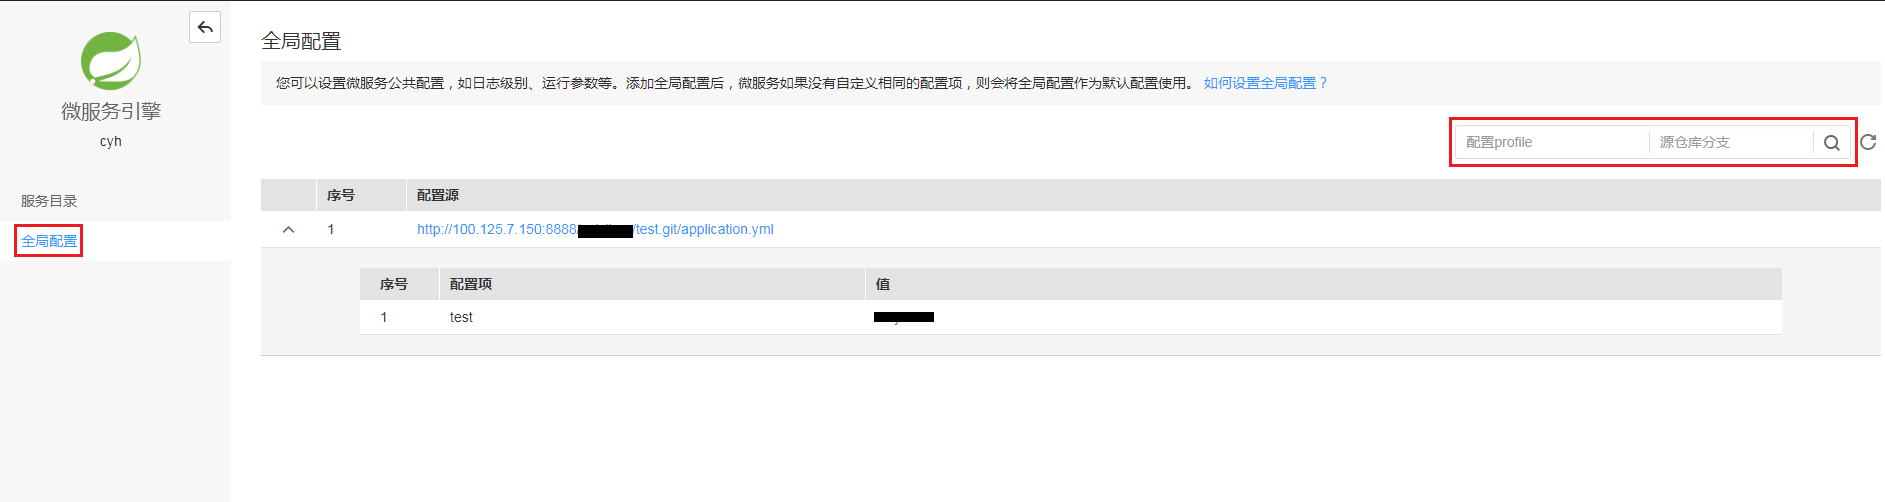 微服务引擎
cyh
服务目录
全局配置
全局配置
您可以设置微服务公共配置，如日志级别、运行参数等。添加全局配置后，微服务如果没有自定义相同的配置项，则会将全局配置作为默认配置使用。 如何设置全局配置？
配置profile 源仓库分支
序号 配置源
1 http://100.125.7.150:8888/ /test.git/application.yml
序号 配置项 值
1 test